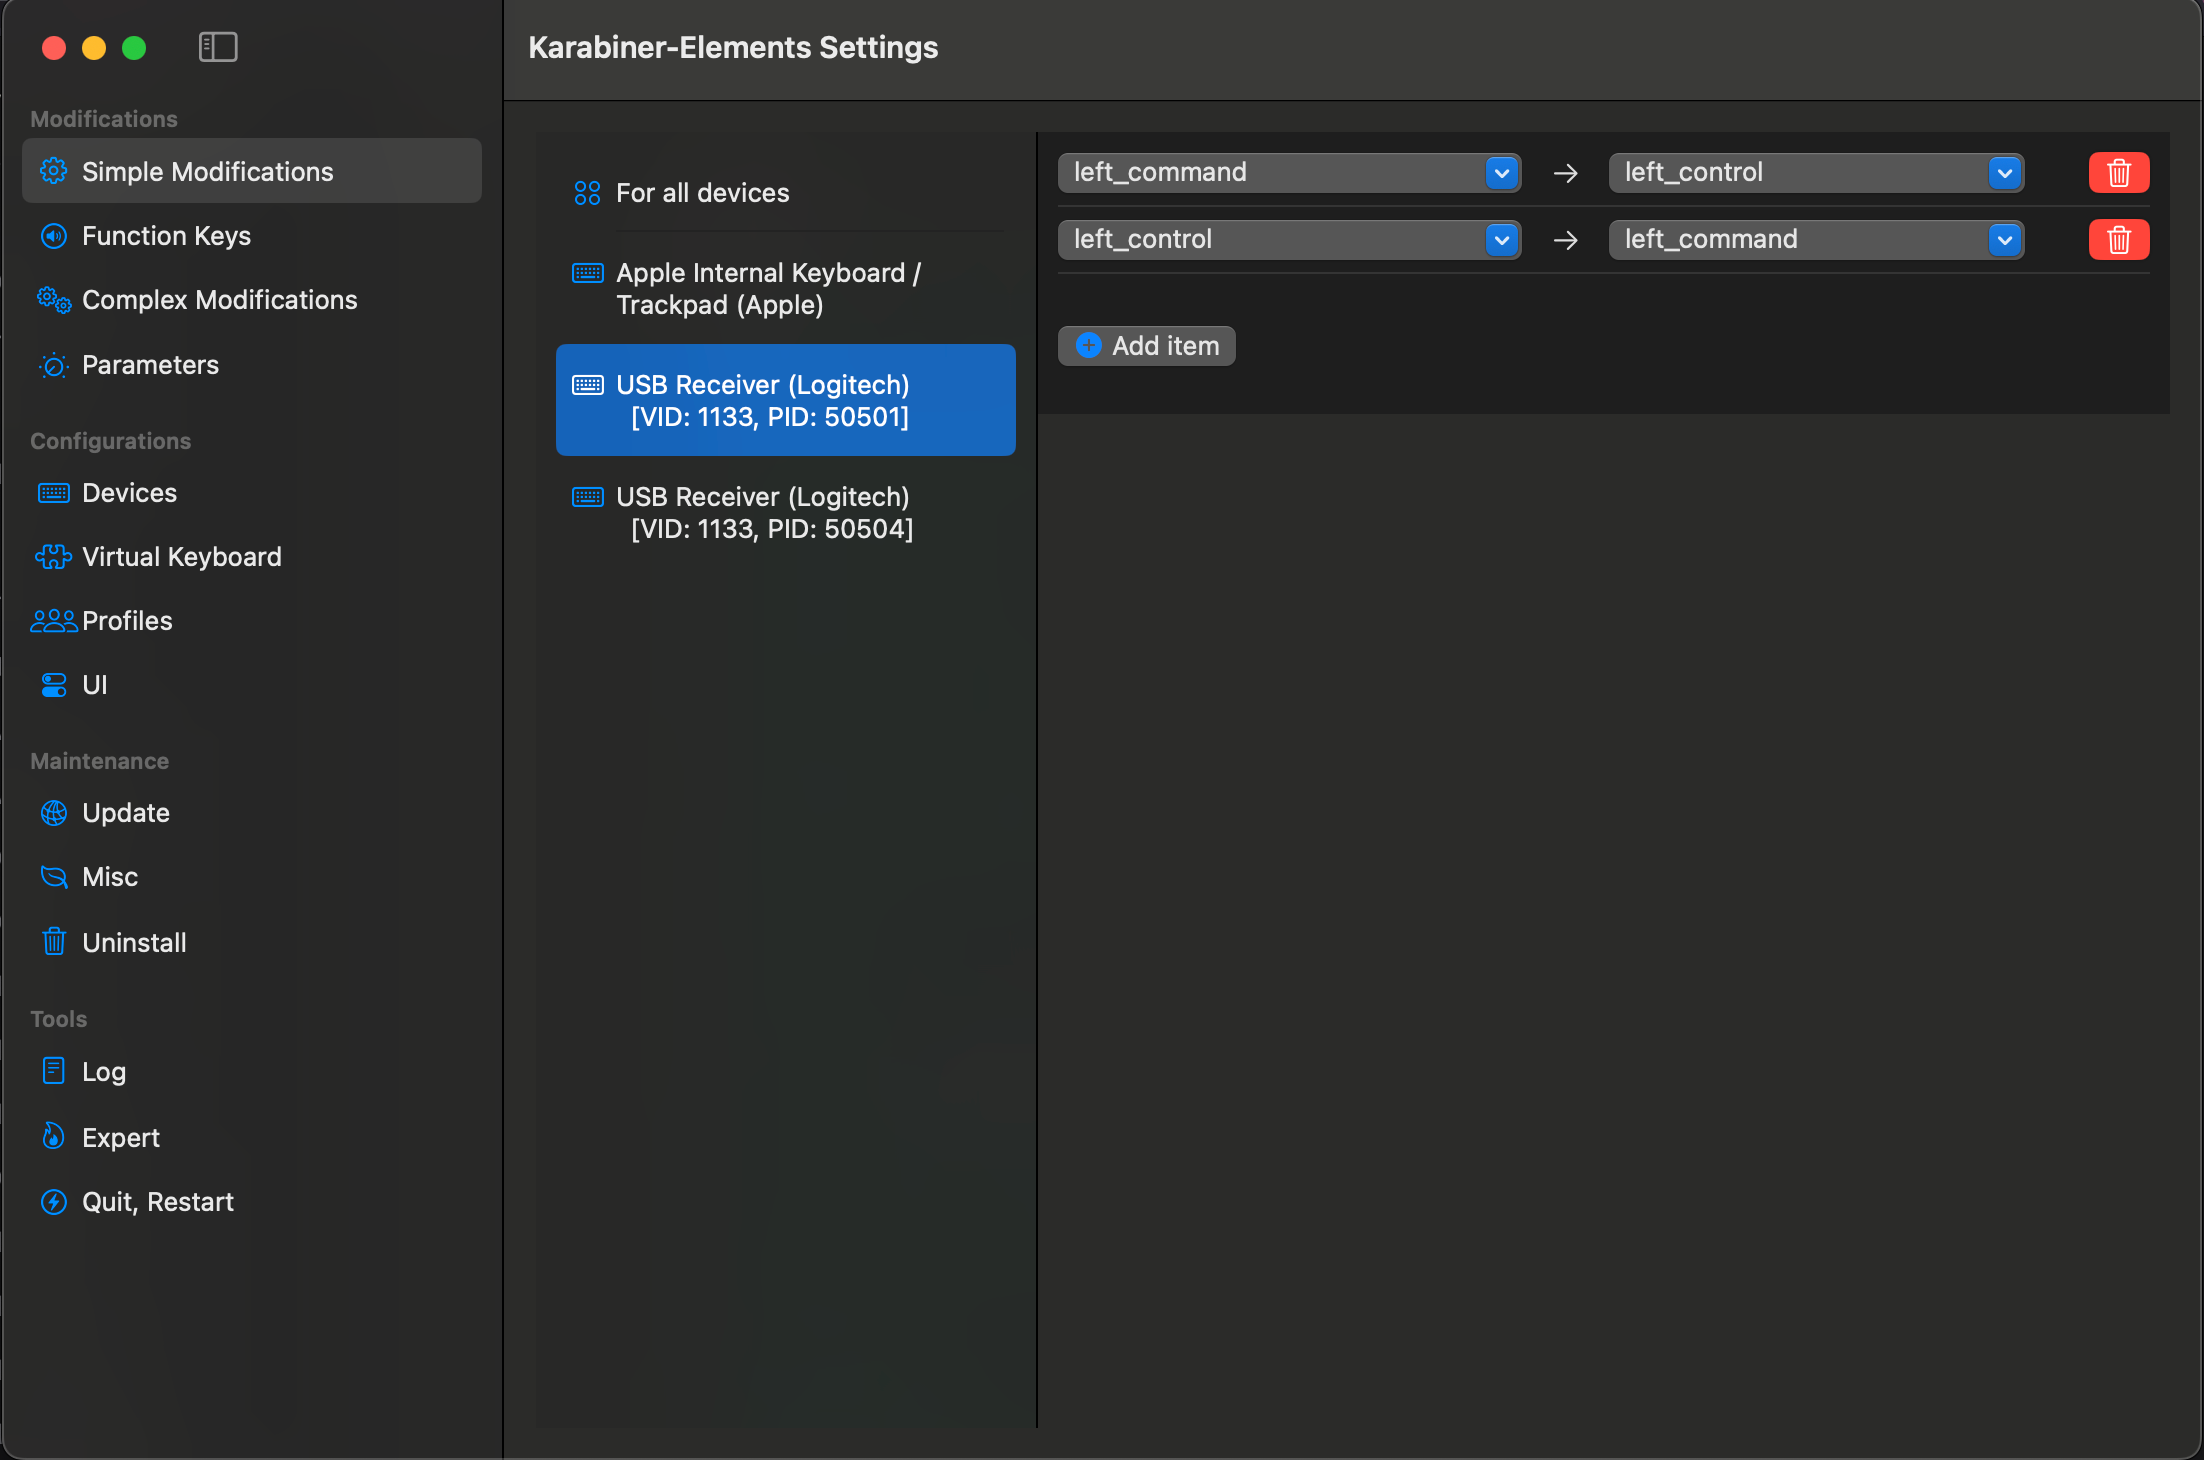 Karabiner-Elements Settings
Modifications
Simple Modifications
Function Keys
Complex Modifications
Parameters
Configurations
Devices
Virtual Keyboard
Profiles
UI
Maintenance
Update
Misc
Uninstall
Tools
Log
Expert
Quit, Restart
For all devices
Apple Internal Keyboard /
Trackpad (Apple)
USB Receiver (Logitech)
[VID: 1133, PID: 50501]
USB Receiver (Logitech)
[VID: 1133, PID: 50504]
left_command → left_control
left_control → left_command
Add item